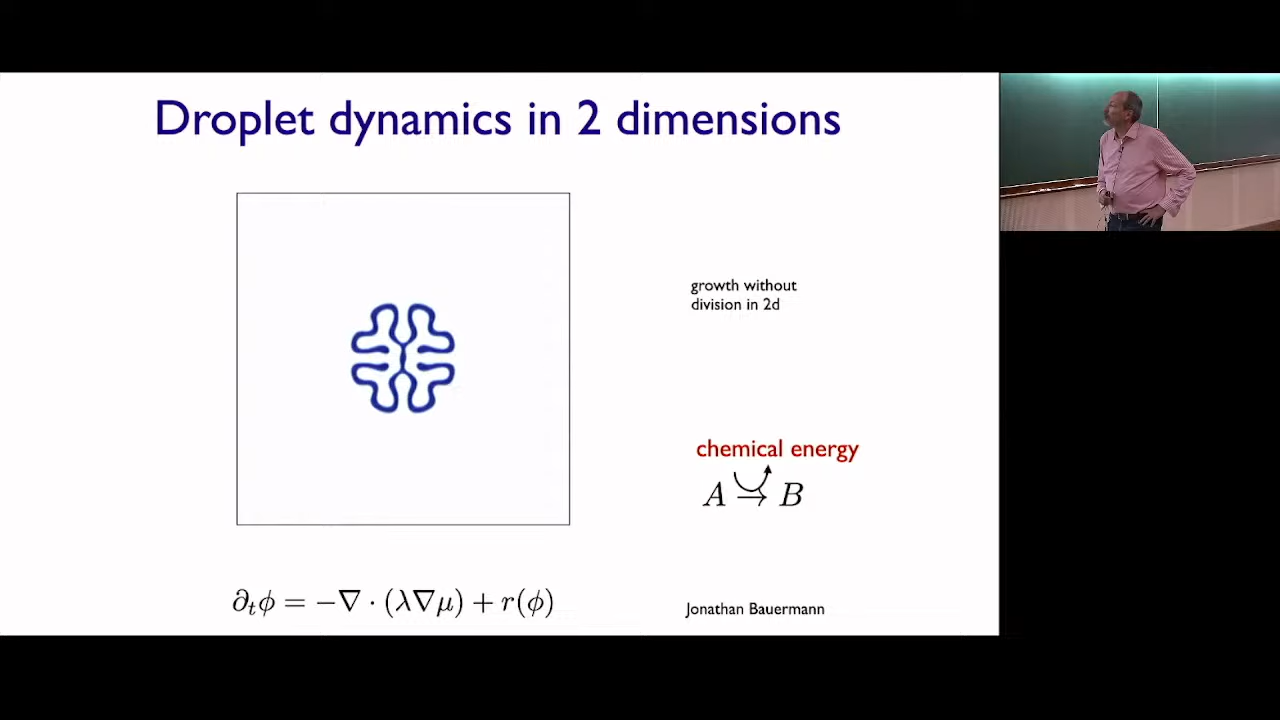 Droplet dynamics in 2 dimensions
growth without
division in 2d
chemical energy
A → B
∂ₜϕ = −∇ · (λ∇μ) + r(ϕ)
Jonathan Bauermann